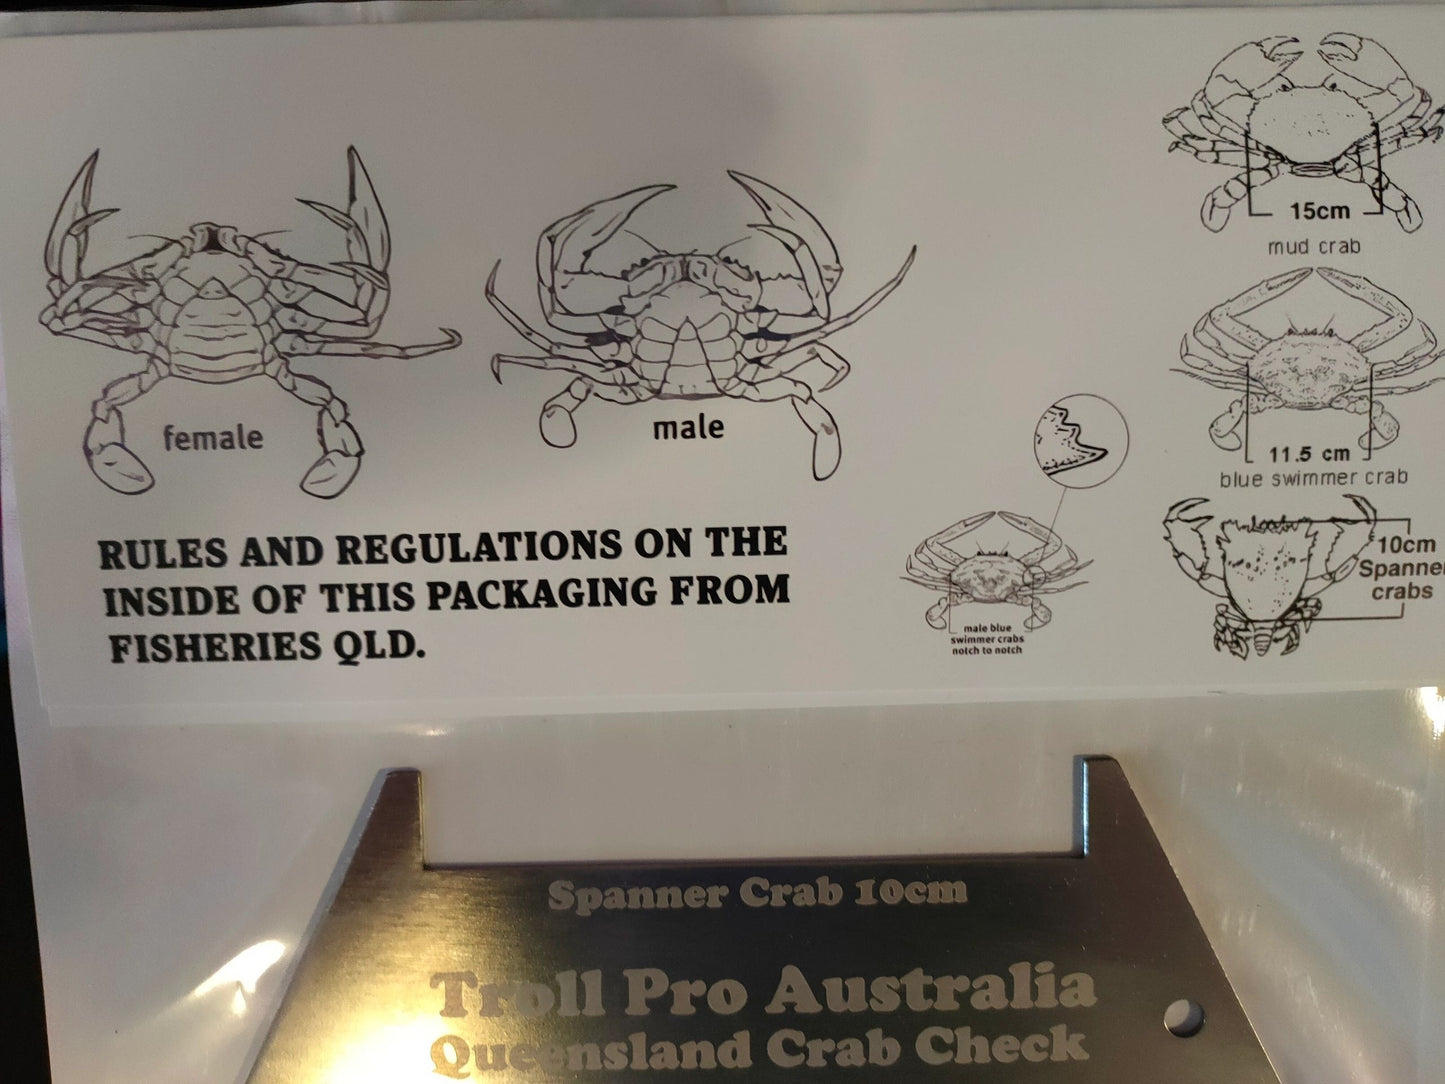 15cm
mud crab
female
male
11.5 cm
blue swimmer crab
RULES AND REGULATIONS ON THE
INSIDE OF THIS PACKAGING FROM
FISHERIES QLD.
male blue
swimmer crabs
notch to notch
10cm
Spanner
crabs
Spanner Crab 10cm
Troll Pro Australia
Queensland Crab Check